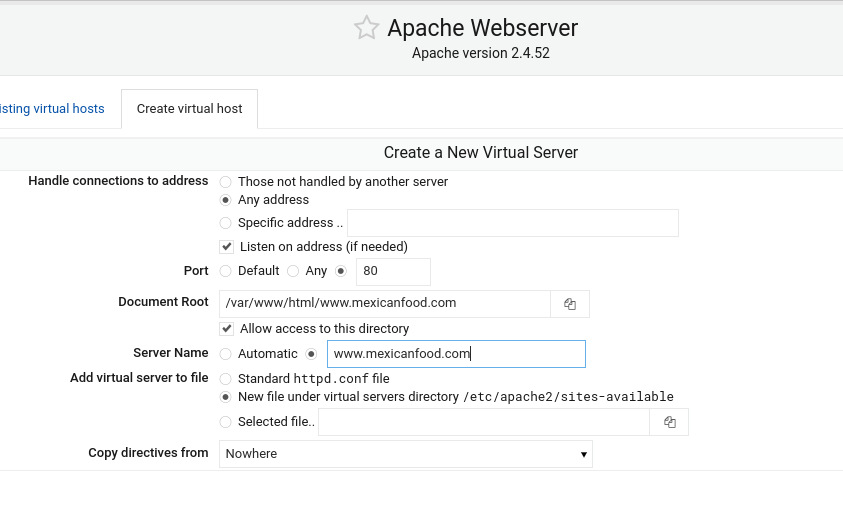 Apache Webserver
Apache version 2.4.52
isting virtual hosts Create virtual host
Create a New Virtual Server
Handle connections to address Those not handled by another server
Any address
Specific address ..
Listen on address (if needed)
Port Default Any 80
Document Root /var/www/html/www.mexicanfood.com
Allow access to this directory
Server Name Automatic www.mexicanfood.com
Add virtual server to file Standard httpd.conf file
New file under virtual servers directory /etc/apache2/sites-available
Selected file..
Copy directives from Nowhere